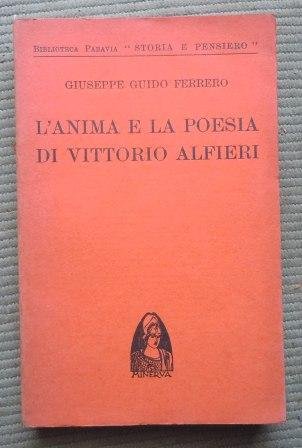 BIBLIOTECA PARAVIA "STORIA E PENSIERO"
GIUSEPPE GUIDO FERRERO
L'ANIMA E LA POESIA
DI VITTORIO ALFIERI
MINERVA